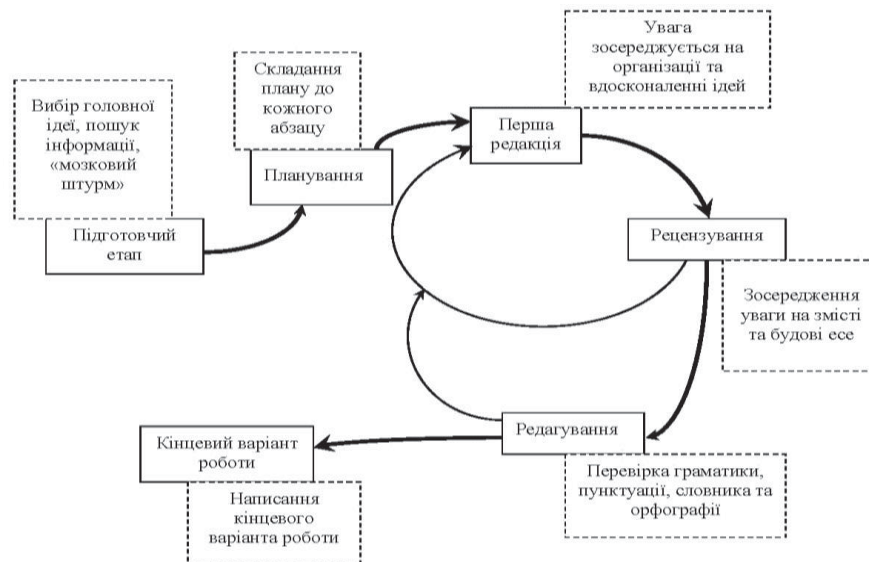 Вибір головної
ідеї, пошук
інформації,
«мозковий
штурм»
Підготовчий
етап
Складання
плану до
кожного
абзацу
Планування
Увага
зосереджується на
організації та
вдосконаленні ідей
Перша
редакція
Рецензування
Зосередження
уваги на змісті
та будові есе
Редагування
Перевірка граматики,
пунктуації, словника та
орфографії
Кінцевий варіант
роботи
Написання
кінцевого
варіанта роботи